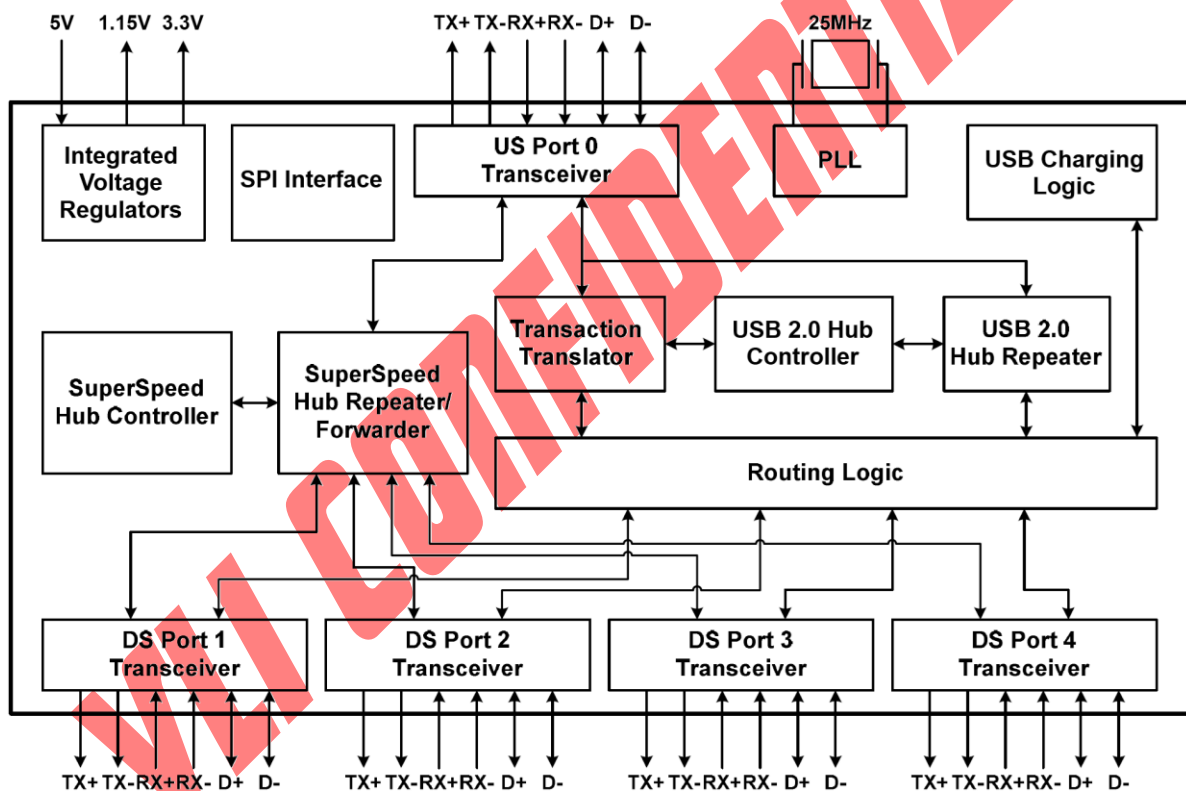 5V 1.15V 3.3V
TX+ TX- RX+ RX- D+ D-
25MHz
Integrated
Voltage
Regulators
SPI Interface
US Port 0
Transceiver
PLL
USB Charging
Logic
SuperSpeed
Hub Controller
SuperSpeed
Hub Repeater/
Forwarder
Transaction
Translator
USB 2.0 Hub
Controller
USB 2.0
Hub Repeater
Routing Logic
DS Port 1
Transceiver
DS Port 2
Transceiver
DS Port 3
Transceiver
DS Port 4
Transceiver
TX+ TX- RX+ RX- D+ D-
TX+ TX- RX+ RX- D+ D-
TX+ TX- RX+ RX- D+ D-
TX+ TX- RX+ RX- D+ D-
VLI CONFIDENTI